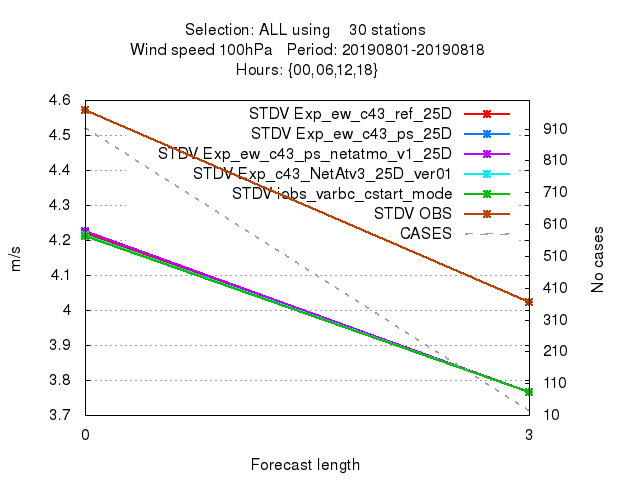 Selection: ALL using 30 stations
Wind speed 100hPa Period: 20190801-20190818
Hours: {00,06,12,18}
STDV Exp_ew_c43_ref_25D
STDV Exp_ew_c43_ps_25D
STDV Exp_ew_c43_ps_netatmo_v1_25D
STDV Exp_c43_NetAtv3_25D_ver01
STDV iobs_varbc_cstart_mode
STDV OBS
CASES
4.6
4.5
4.4
4.3
4.2
4.1
4
3.9
3.8
3.7
m/s
910
810
710
610
510
410
310
210
110
10
No cases
0
3
Forecast length